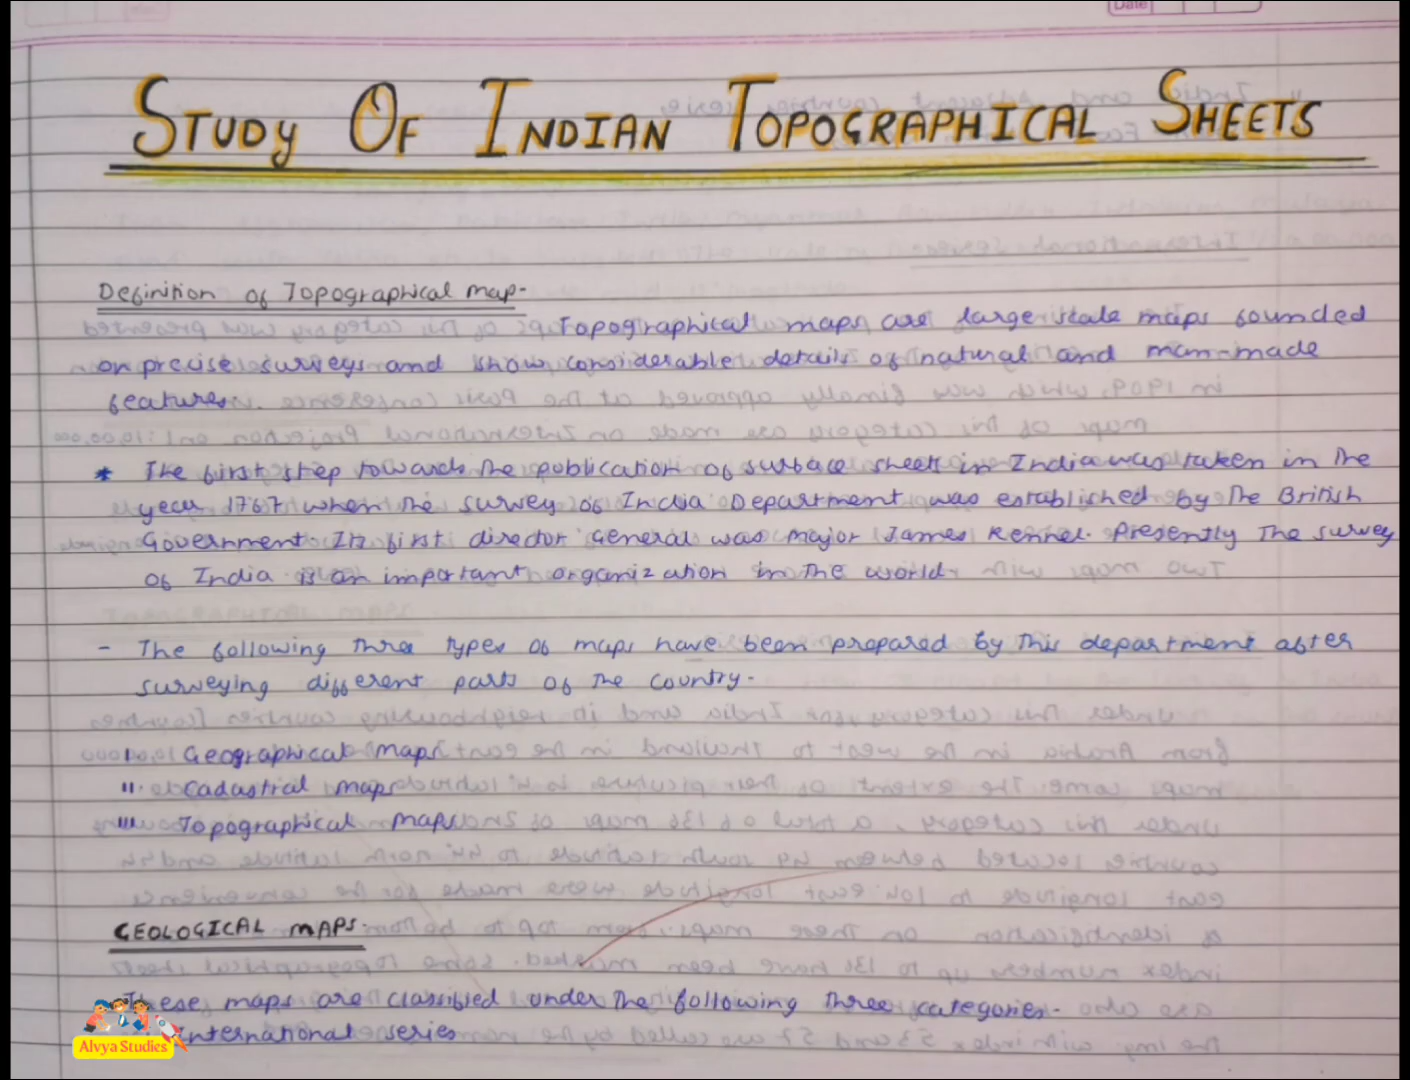 Date
STUDY OF INDIAN TOPOGRAPHICAL SHEETS
Definition of Topographical map-
Topographical maps are large scale maps founded
on precise surveys and show considerable details of natural and man-made
features.
* The first step towards the publication of surface sheets in India was taken in the
year 1767 when the survey of India Department was established by the British
Government. Its first director General was Major James Rennel. Presently the survey
of India is an important organization in the world.
- The following three types of maps have been prepared by this department after
surveying different parts of the country.
i. Geographical maps
ii. Cadastrial maps
iii. Topographical maps
GEOLOGICAL MAPS-
These maps are classified under the following three categories-
International series
Alvya Studies